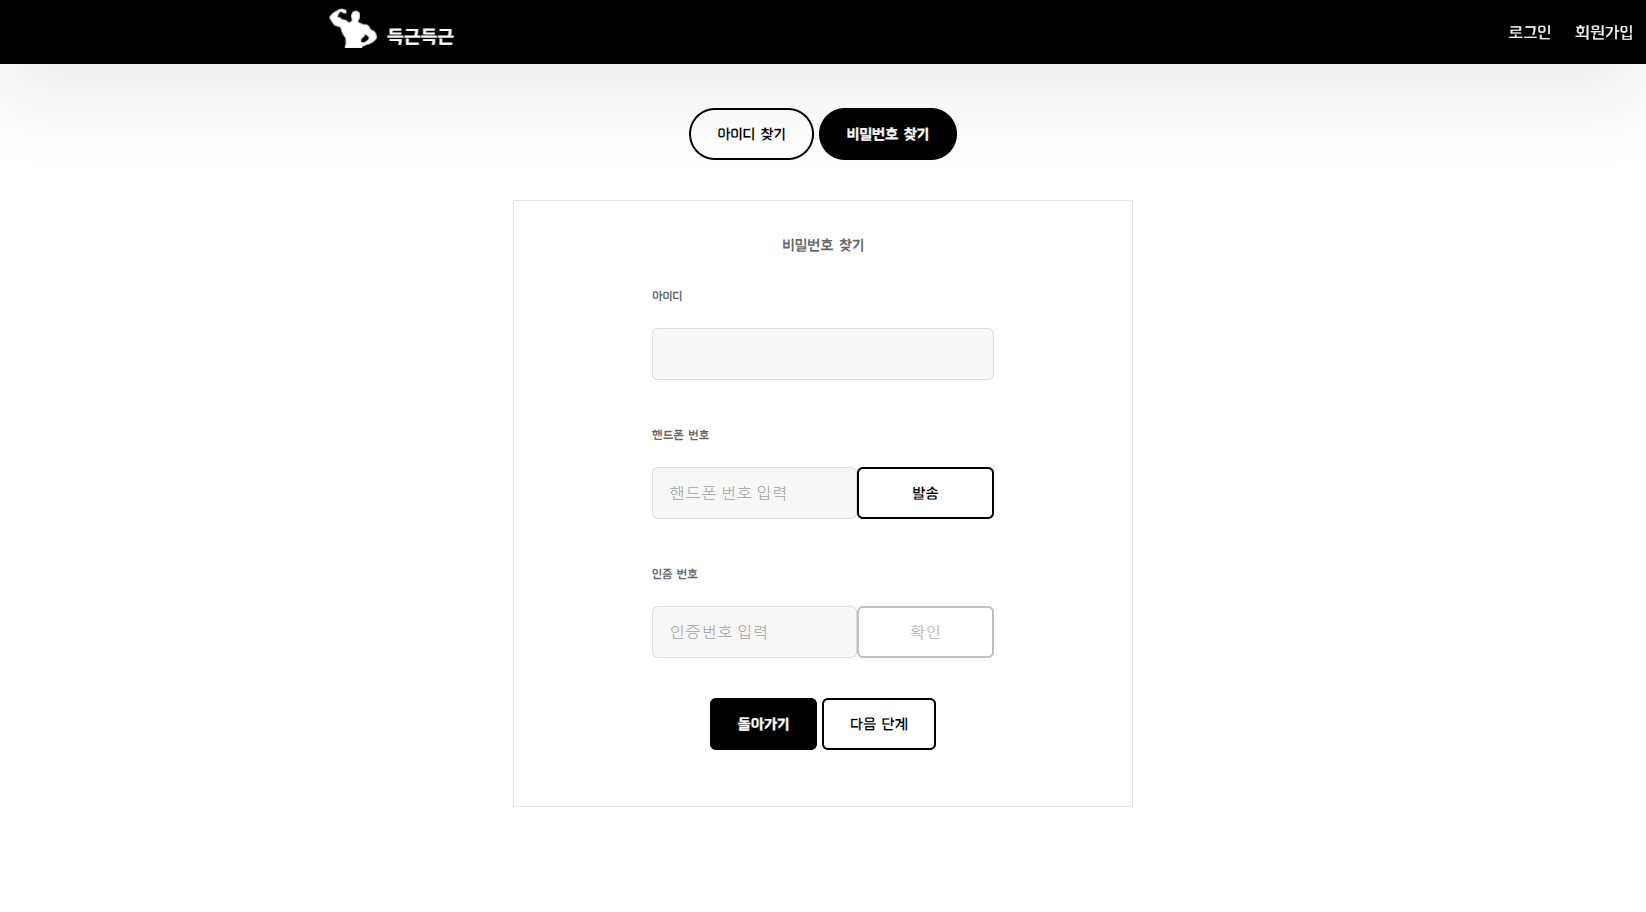 득근득근
로그인 회원가입
아이디 찾기 비밀번호 찾기
비밀번호 찾기
아이디
핸드폰 번호
핸드폰 번호 입력 발송
인증 번호
인증번호 입력 확인
돌아가기 다음 단계